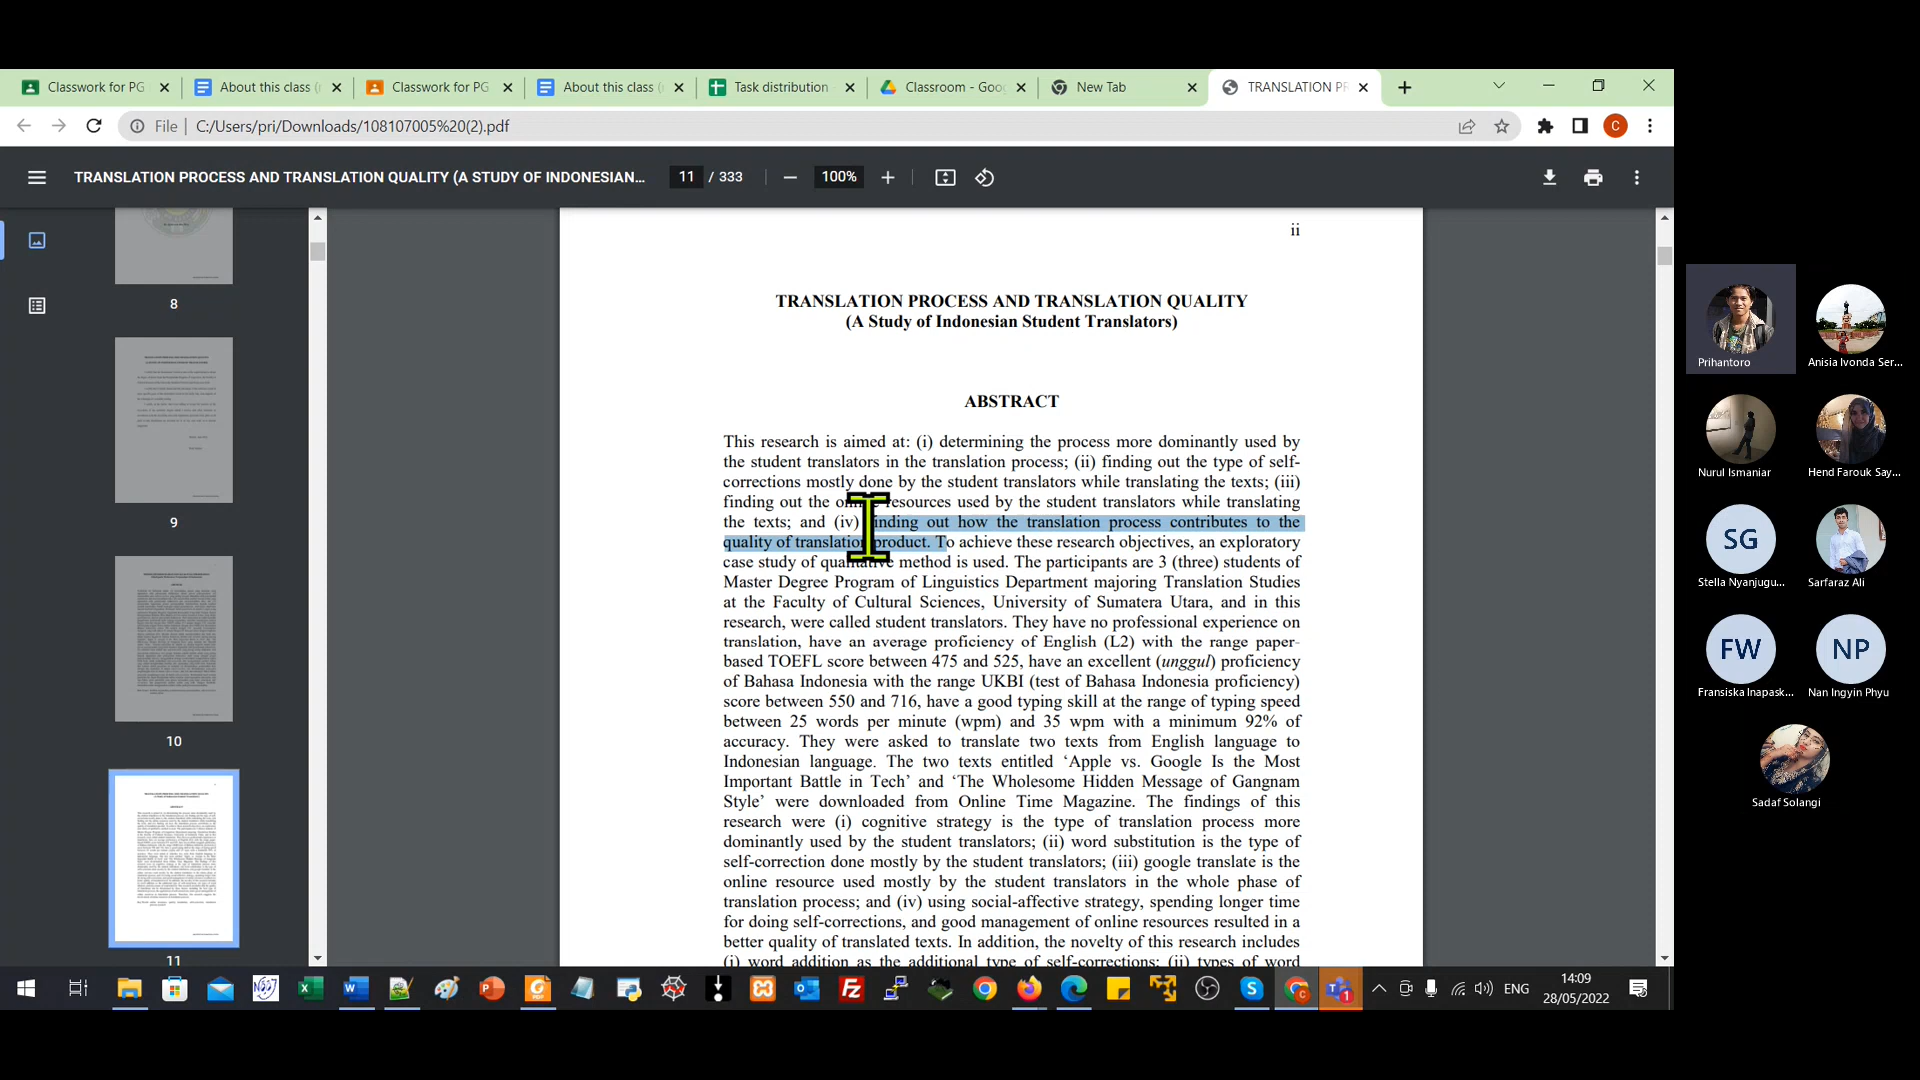 Classwork for PG
About this class (
Classwork for PG
About this class (
Task distribution
Classroom - Goo
New Tab
TRANSLATION PR
File
C:/Users/pri/Downloads/108107005%20(2).pdf
C
TRANSLATION PROCESS AND TRANSLATION QUALITY (A STUDY OF INDONESIAN...
11 / 333
100%
8
9
10
11
ii
TRANSLATION PROCESS AND TRANSLATION QUALITY
(A Study of Indonesian Student Translators)
ABSTRACT
This research is aimed at: (i) determining the process more dominantly used by
the student translators in the translation process; (ii) finding out the type of self-
corrections mostly done by the student translators while translating the texts; (iii)
finding out the online resources used by the student translators while translating
the texts; and (iv) finding out how the translation process contributes to the
quality of translation product. To achieve these research objectives, an exploratory
case study of qualitative method is used. The participants are 3 (three) students of
Master Degree Program of Linguistics Department majoring Translation Studies
at the Faculty of Cultural Sciences, University of Sumatera Utara, and in this
research, were called student translators. They have no professional experience on
translation, have an average proficiency of English (L2) with the range paper-
based TOEFL score between 475 and 525, have an excellent (unggul) proficiency
of Bahasa Indonesia with the range UKBI (test of Bahasa Indonesia proficiency)
score between 550 and 716, have a good typing skill at the range of typing speed
between 25 words per minute (wpm) and 35 wpm with a minimum 92% of
accuracy. They were asked to translate two texts from English language to
Indonesian language. The two texts entitled ‘Apple vs. Google Is the Most
Important Battle in Tech’ and ‘The Wholesome Hidden Message of Gangnam
Style’ were downloaded from Online Time Magazine. The findings of this
research were (i) cognitive strategy is the type of translation process more
dominantly used by the student translators; (ii) word substitution is the type of
self-correction done mostly by the student translators; (iii) google translate is the
online resource used mostly by the student translators in the whole phase of
translation process; and (iv) using social-affective strategy, spending longer time
for doing self-corrections, and good management of online resources resulted in a
better quality of translated texts. In addition, the novelty of this research includes
(i) word addition as the additional type of self-corrections; (ii) types of word
Prihantoro
Anisia Ivonda Ser...
Nurul Ismaniar
Hend Farouk Say...
SG
Stella Nyanjugu...
Sarfaraz Ali
FW
Fransiska Inapask...
NP
Nan Ingyin Phyu
Sadaf Solangi
ENG
14:09
28/05/2022